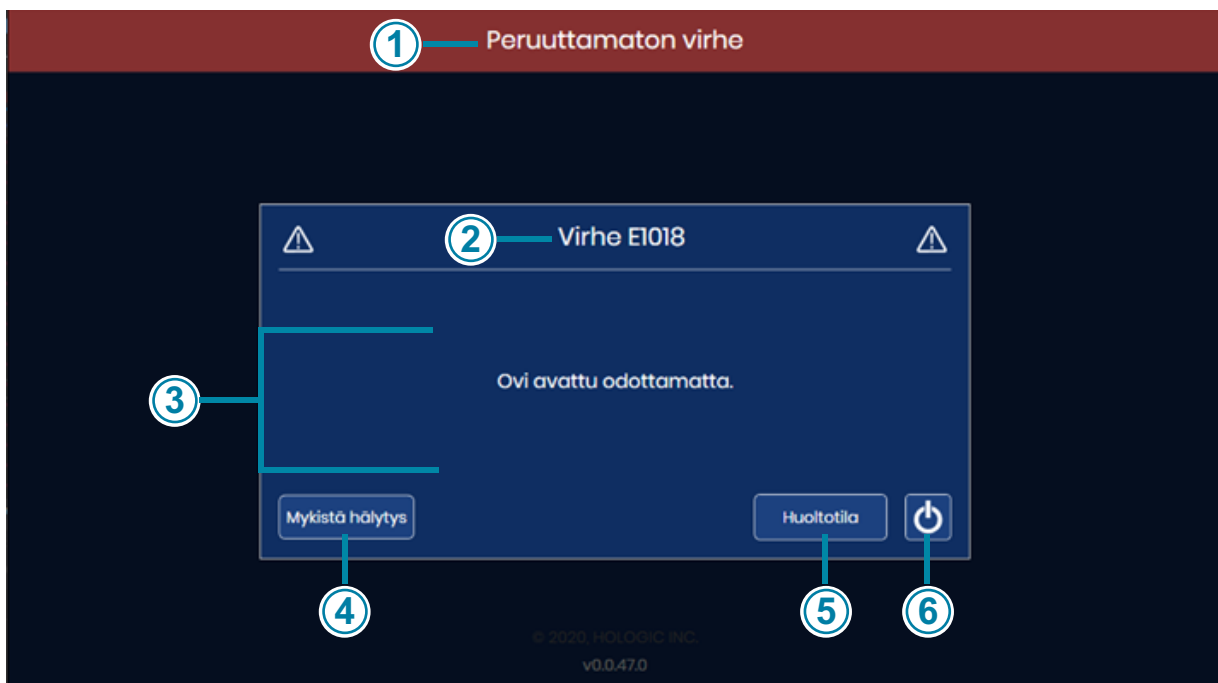 1 Peruuttamaton virhe
2 Virhe E1018
3
Ovi avattu odottamatta.
Mykistä hälytys
Huoltotila
4
5
6
© 2020, HOLOGIC INC.
v0.0.47.0